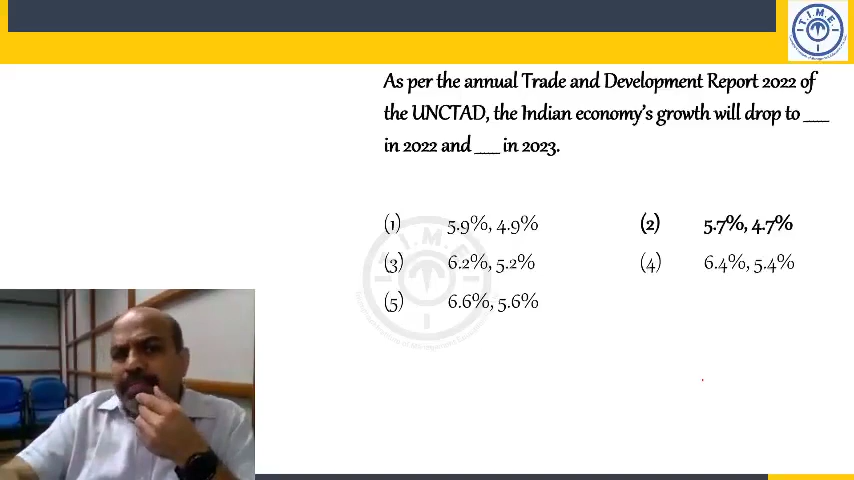 T.I.M.E.
As per the annual Trade and Development Report 2022 of
the UNCTAD, the Indian economy's growth will drop to ___
in 2022 and ___ in 2023.
(1) 5.9%, 4.9% (2) 5.7%, 4.7%
(3) 6.2%, 5.2% (4) 6.4%, 5.4%
(5) 6.6%, 5.6%
T.I.M.E.